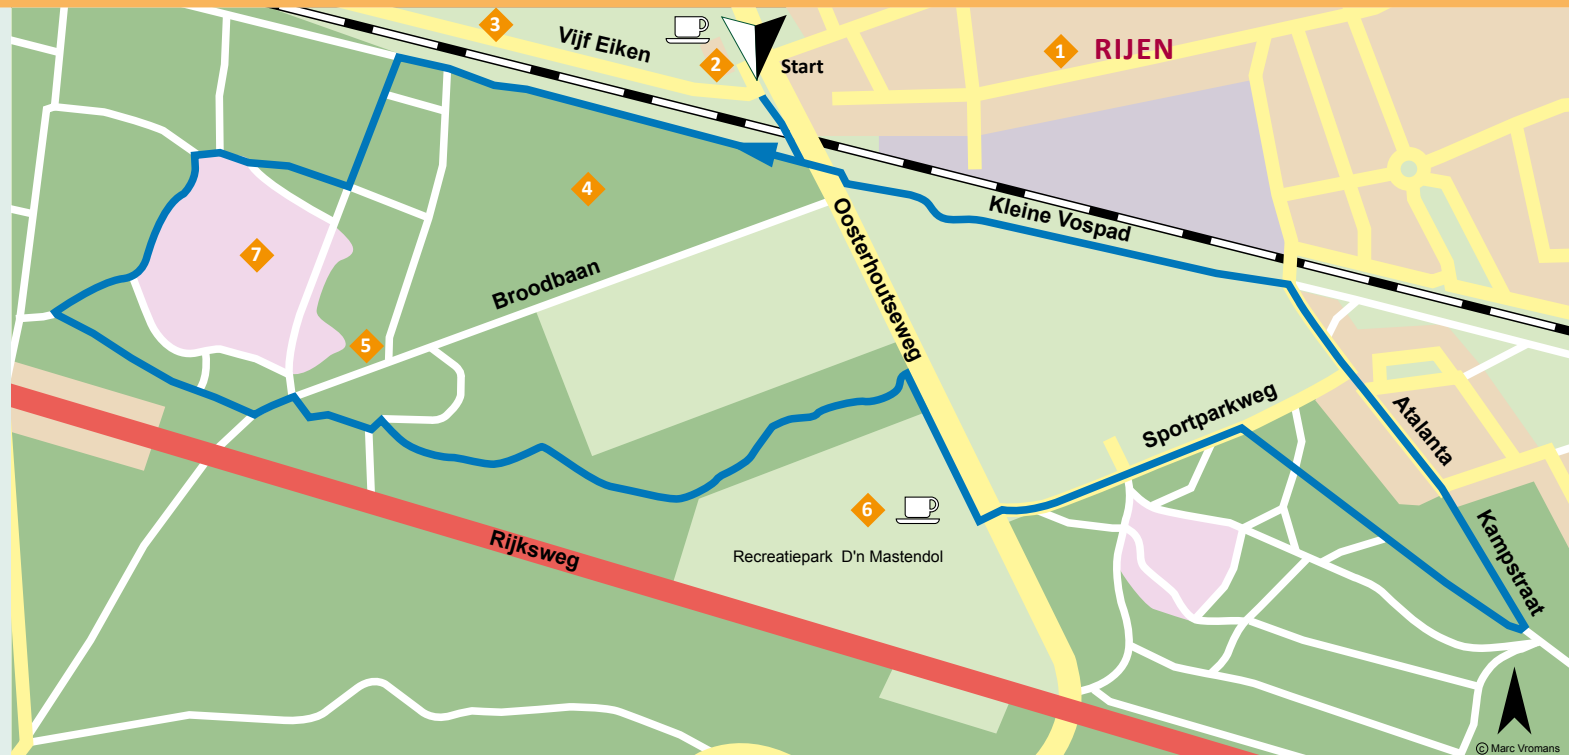 3
Vijf Eiken
2
Start
1
RIJEN
4
Kleine Vospad
Oosterhoutseweg
7
Broodbaan
5
Sportparkweg
Atalanta
6
Kampstraat
Rijksweg
Recreatiepark D'n Mastendol
© Marc Vromans